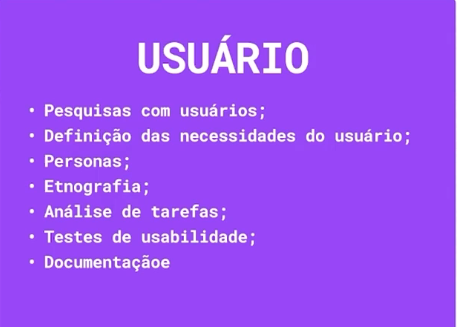 USUÁRIO
• Pesquisas com usuários;
• Definição das necessidades do usuário;
• Personas;
• Etnografia;
• Análise de tarefas;
• Testes de usabilidade;
• Documentaçãoe